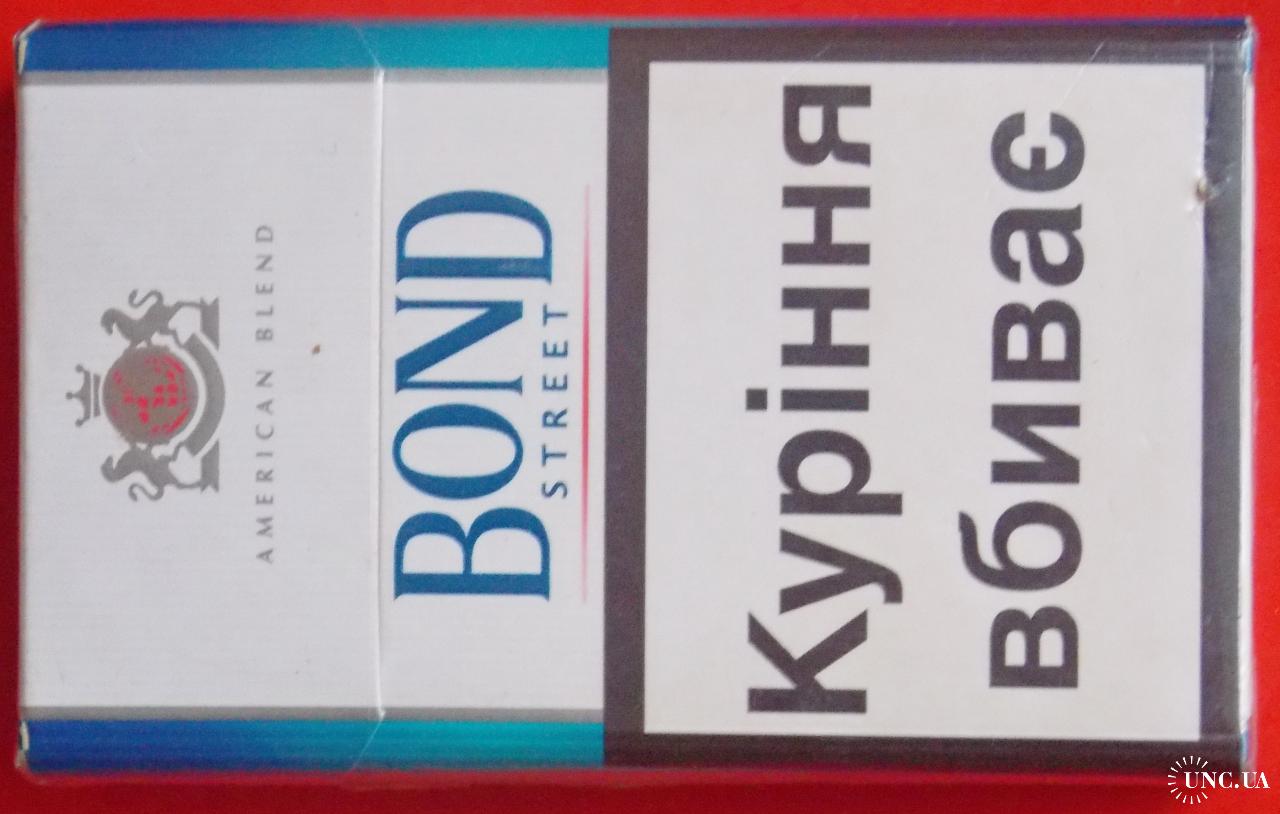 AMERICAN BLEND
BOND
STREET
Куріння
вбиває
UNC.UA